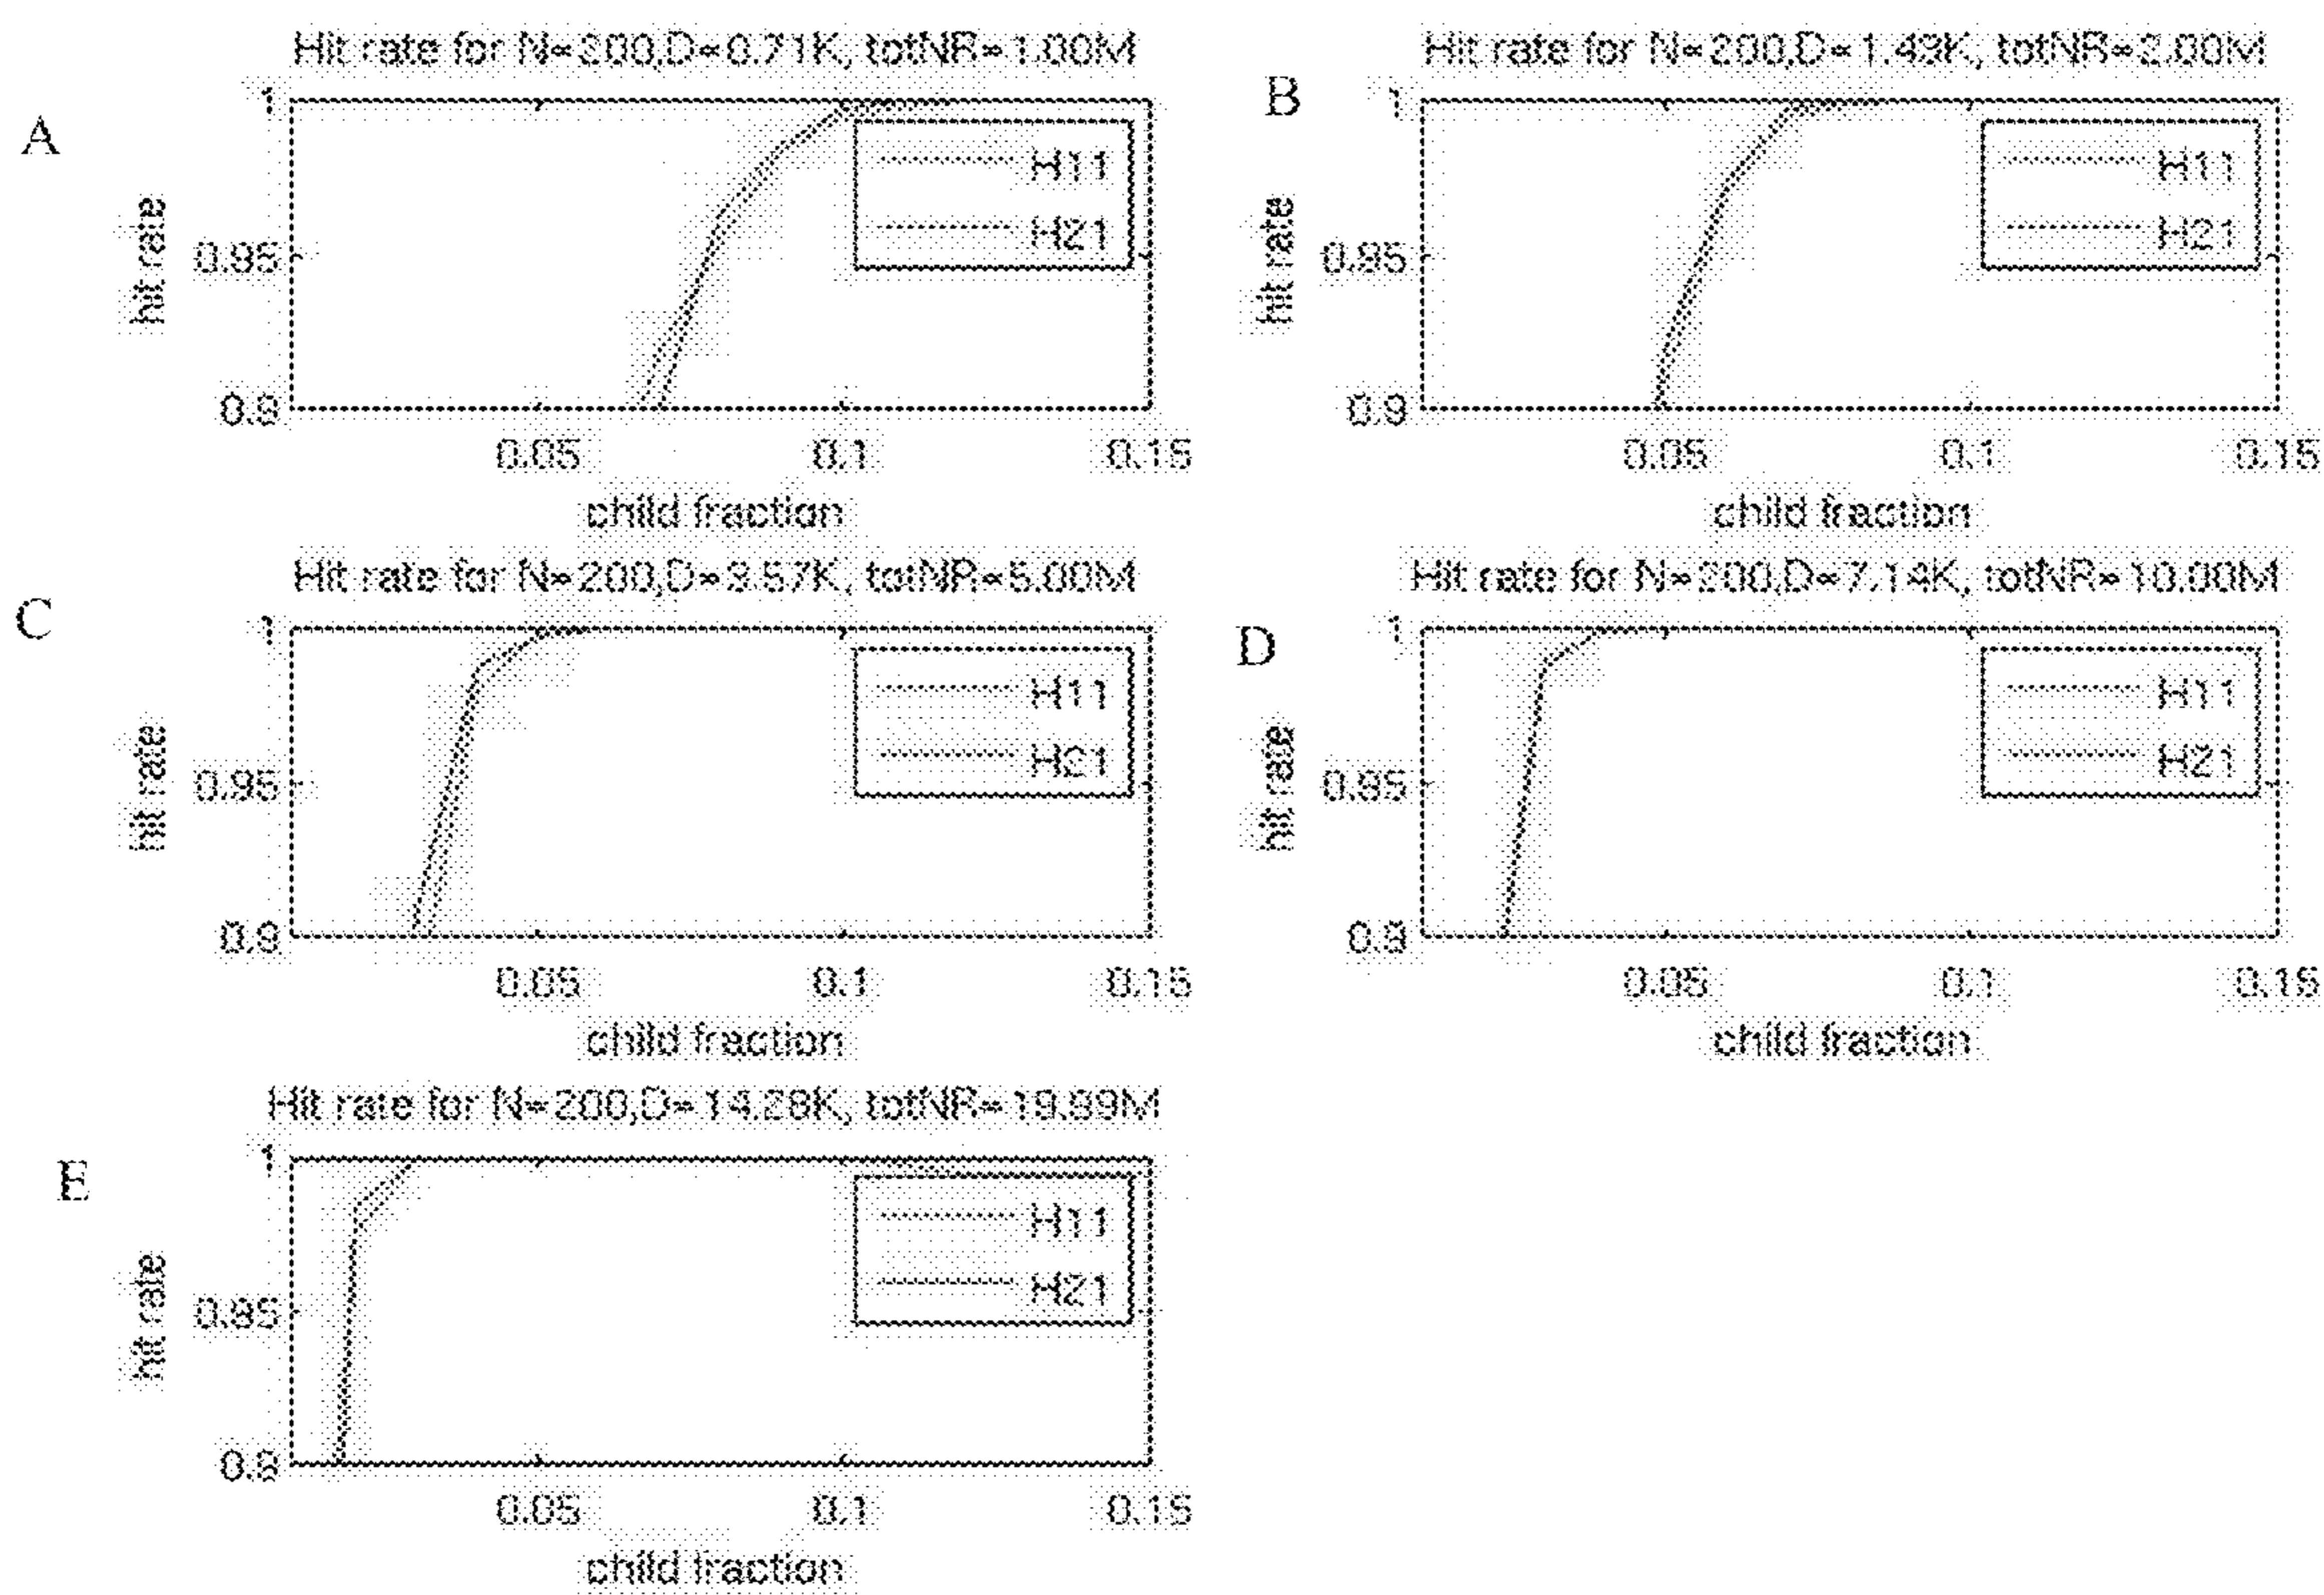 A
Hit rate for N=200,D=0.71K, totNR=1.00M
1
0.95
0.9
hit rate
0.05
0.1
0.15
child fraction
H11
H21
B
Hit rate for N=200,D=1.43K, totNR=2.00M
1
0.95
0.9
hit rate
0.05
0.1
0.15
child fraction
H11
H21
C
Hit rate for N=200,D=3.57K, totNR=5.00M
1
0.95
0.9
hit rate
0.05
0.1
0.15
child fraction
H11
H21
D
Hit rate for N=200,D=7.14K, totNR=10.00M
1
0.95
0.9
hit rate
0.05
0.1
0.15
child fraction
H11
H21
E
Hit rate for N=200,D=14.28K, totNR=19.99M
1
0.95
0.9
hit rate
0.05
0.1
0.15
child fraction
H11
H21